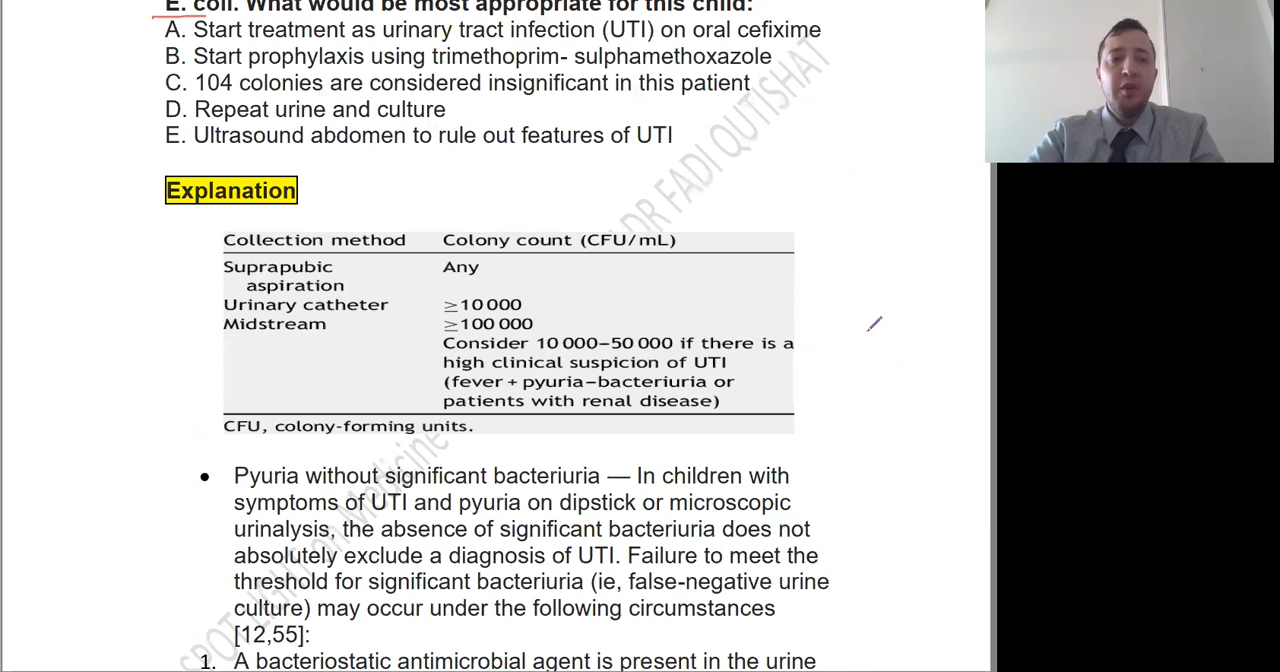 E. coli. What would be most appropriate for this child:
A. Start treatment as urinary tract infection (UTI) on oral cefixime
B. Start prophylaxis using trimethoprim- sulphamethoxazole
C. 104 colonies are considered insignificant in this patient
D. Repeat urine and culture
E. Ultrasound abdomen to rule out features of UTI
Explanation
Collection method Colony count (CFU/mL)
Suprapubic Any
aspiration
Urinary catheter ≥10 000
Midstream ≥100 000
Consider 10 000–50 000 if there is a
high clinical suspicion of UTI
(fever + pyuria–bacteriuria or
patients with renal disease)
CFU, colony-forming units.
• Pyuria without significant bacteriuria — In children with
symptoms of UTI and pyuria on dipstick or microscopic
urinalysis, the absence of significant bacteriuria does not
absolutely exclude a diagnosis of UTI. Failure to meet the
threshold for significant bacteriuria (ie, false-negative urine
culture) may occur under the following circumstances
[12,55]:
1. A bacteriostatic antimicrobial agent is present in the urine
SPOT LIGHT on Medicine
DR FADI QUTISHAT